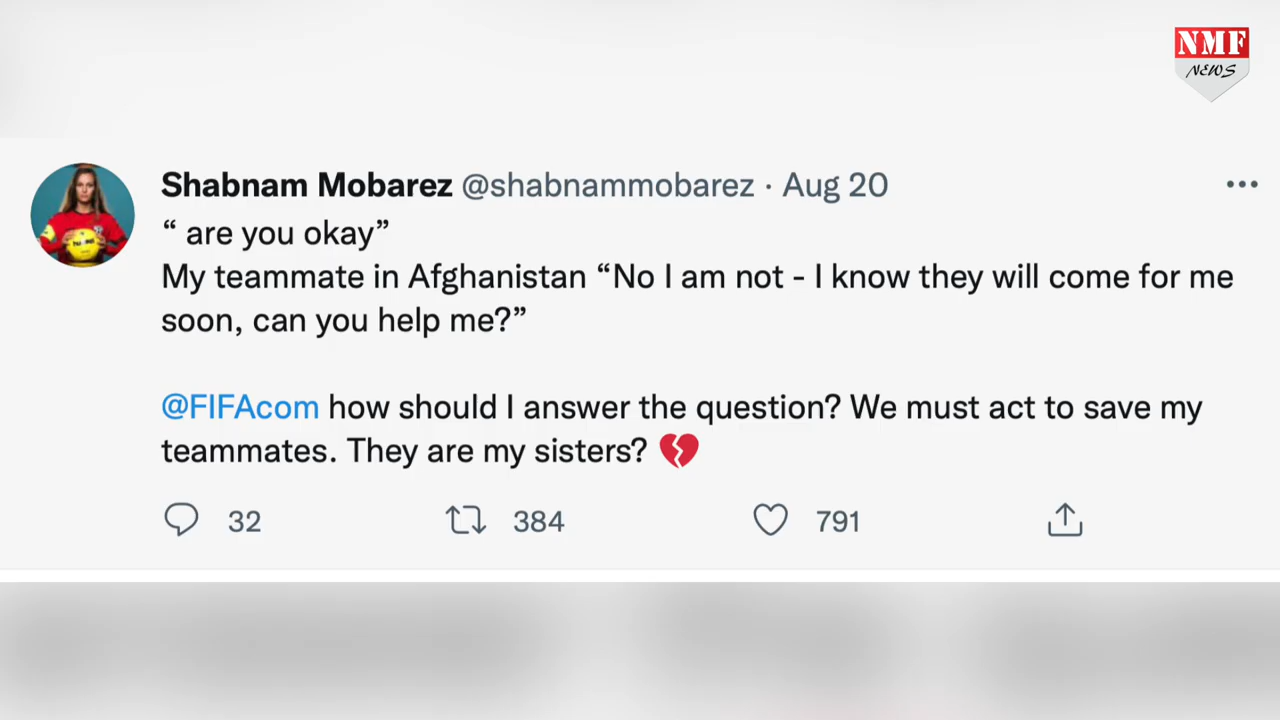 NMF
NEWS
Shabnam Mobarez @shabnammobarez · Aug 20
“ are you okay”
My teammate in Afghanistan “No I am not - I know they will come for me
soon, can you help me?”
@FIFAcom how should I answer the question? We must act to save my
teammates. They are my sisters? 💔
32 384 791